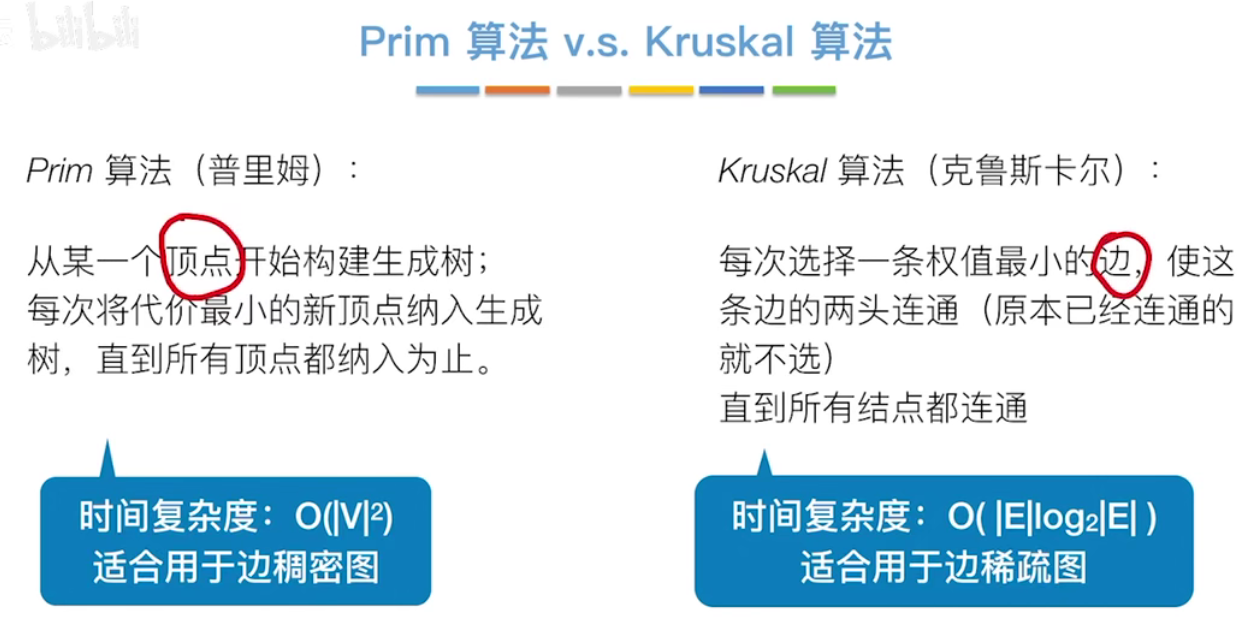 bilibili
Prim 算法 v.s. Kruskal 算法
Prim 算法（普里姆）：
从某一个顶点开始构建生成树；
每次将代价最小的新顶点纳入生成
树，直到所有顶点都纳入为止。
时间复杂度：O(|V|²)
适合用于边稠密图
Kruskal 算法（克鲁斯卡尔）：
每次选择一条权值最小的边，使这
条边的两头连通（原本已经连通的
就不选）
直到所有结点都连通
时间复杂度：O( |E|log₂|E| )
适合用于边稀疏图